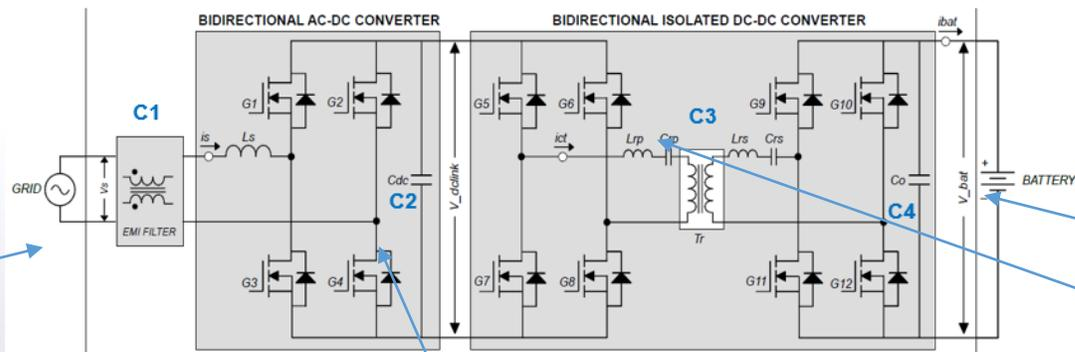 BIDIRECTIONAL AC-DC CONVERTER
BIDIRECTIONAL ISOLATED DC-DC CONVERTER
ibat
C1
G1
G2
G5
G6
C3
G9
G10
is
Ls
ict
Lrp
Crp
Lrs
Crs
GRID
Vs
Cdc
C2
V_dclink
Co
C4
V_bat
+
-
BATTERY
EMI FILTER
Tr
G3
G4
G7
G8
G11
G12